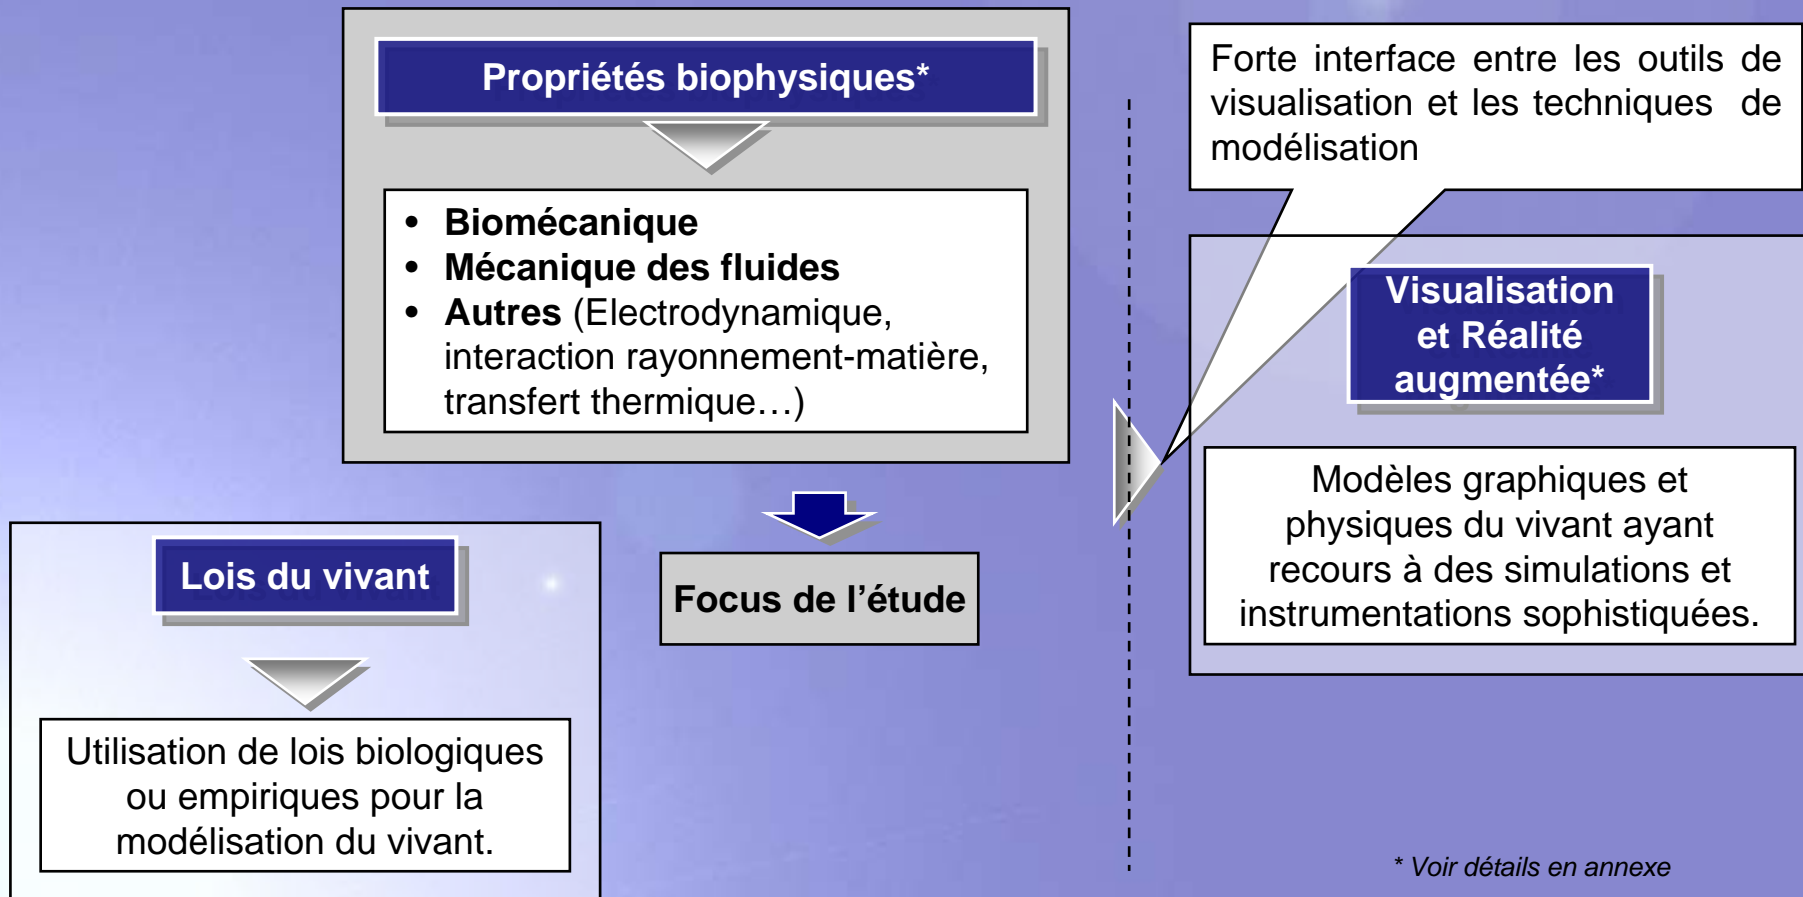 Propriétés biophysiques*
• Biomécanique
• Mécanique des fluides
• Autres (Electrodynamique,
interaction rayonnement-matière,
transfert thermique…)
Focus de l’étude
Lois du vivant
Utilisation de lois biologiques
ou empiriques pour la
modélisation du vivant.
Forte interface entre les outils de
visualisation et les techniques de
modélisation
Visualisation
et Réalité
augmentée*
Modèles graphiques et
physiques du vivant ayant
recours à des simulations et
instrumentations sophistiquées.
* Voir détails en annexe